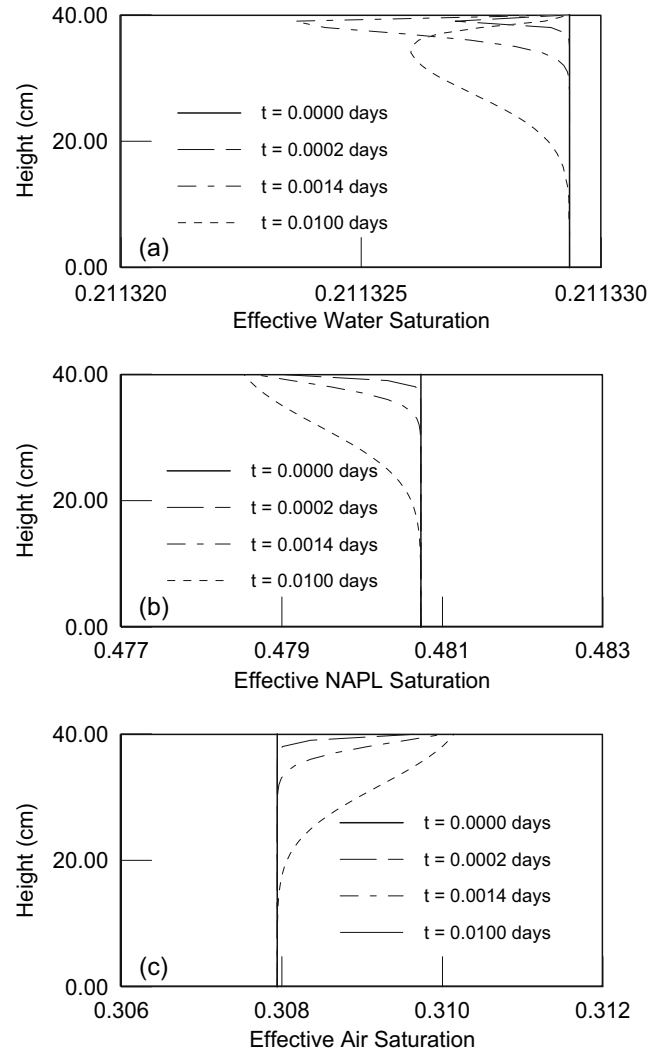 40.00
20.00
0.00
Height (cm)
t = 0.0000 days
t = 0.0002 days
t = 0.0014 days
t = 0.0100 days
(a)
0.211320
0.211325
0.211330
Effective Water Saturation
40.00
20.00
0.00
Height (cm)
t = 0.0000 days
t = 0.0002 days
t = 0.0014 days
t = 0.0100 days
(b)
0.477
0.479
0.481
0.483
Effective NAPL Saturation
40.00
20.00
0.00
Height (cm)
t = 0.0000 days
t = 0.0002 days
t = 0.0014 days
t = 0.0100 days
(c)
0.306
0.308
0.310
0.312
Effective Air Saturation